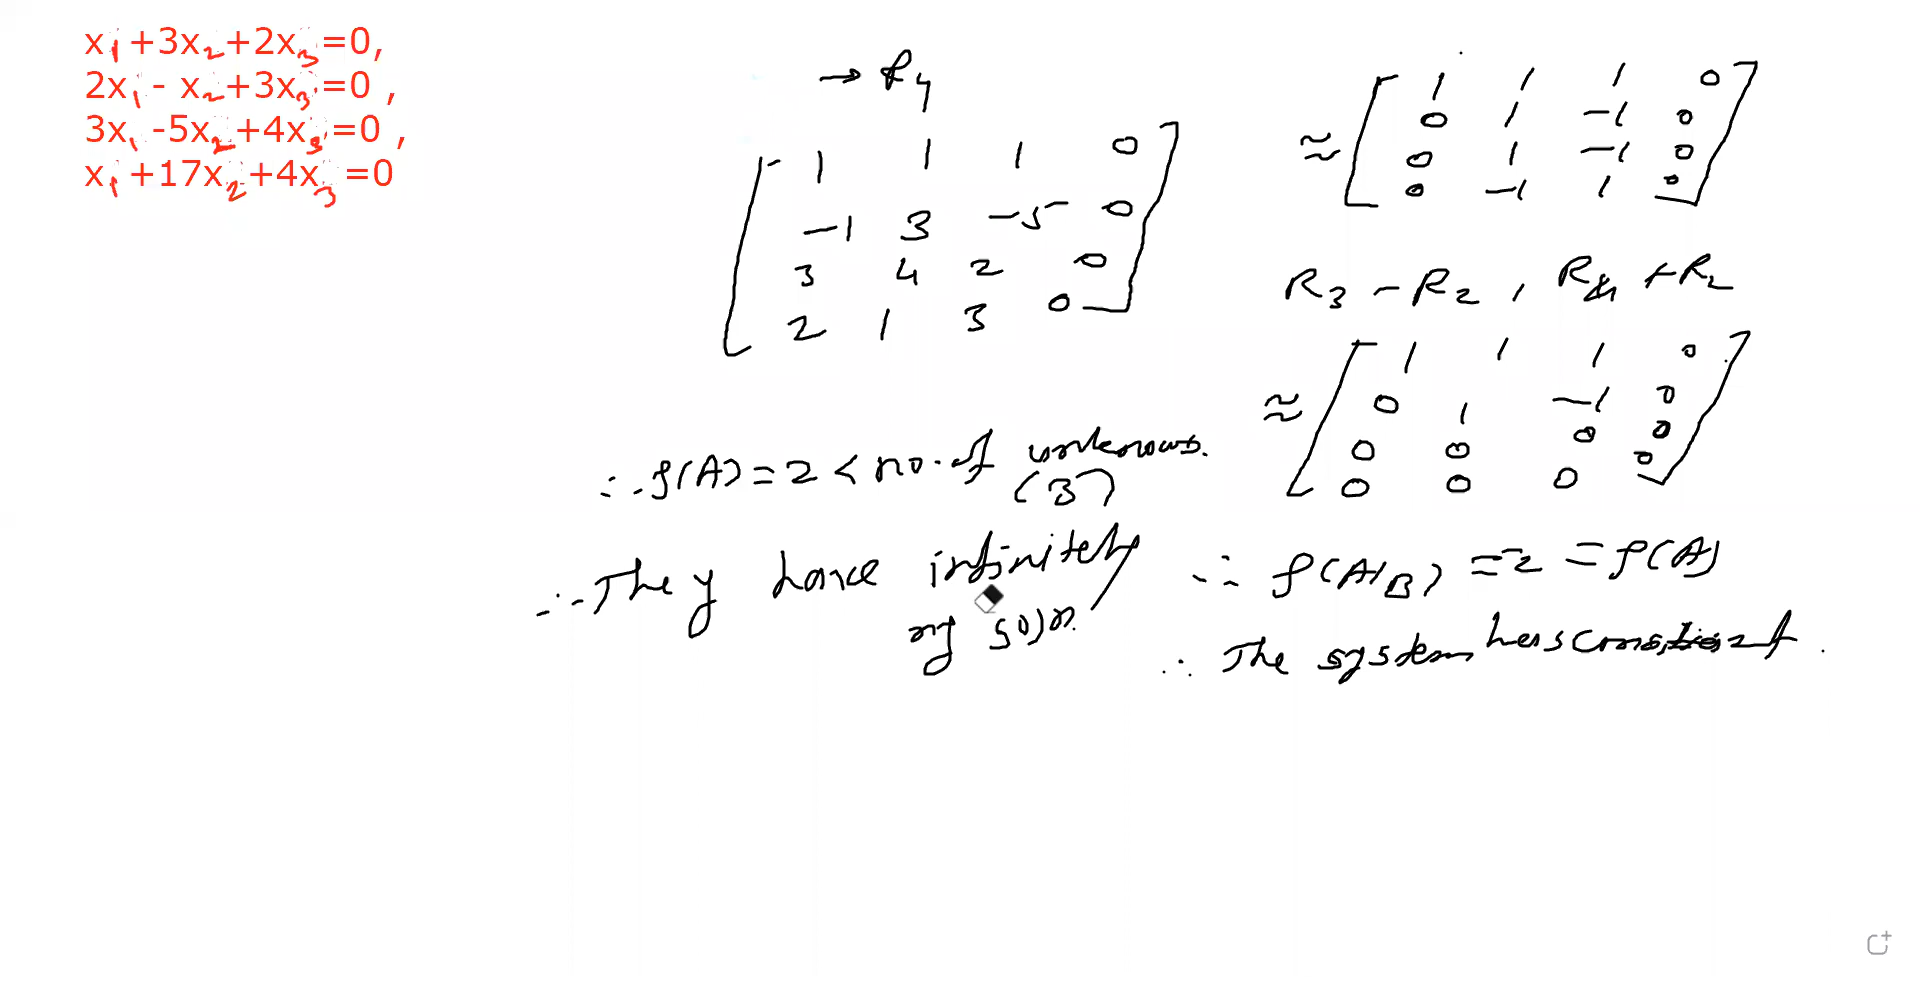 x₁+3x₂+2x₃=0,
2x₁ - x₂+3x₃=0 ,
3x₁ -5x₂+4x₃=0 ,
x₁+17x₂+4x₃=0
→ R₄
1 1 1 0
-1 3 -5 0
3 4 2 0
2 1 3 0
∴ ρ(A) = 2 < no. of unknowns.
(3)
∴ They have infinitely
my soln.
≈ 1 1 1 0
0 1 -1 0
0 1 -1 0
0 -1 1 0
R₃ - R₂ , R₄ + R₂
≈ 1 1 1 0
0 1 -1 0
0 0 0 0
0 0 0 0
∴ ρ(A|B) = 2 = ρ(A)
∴ The system has consistent .